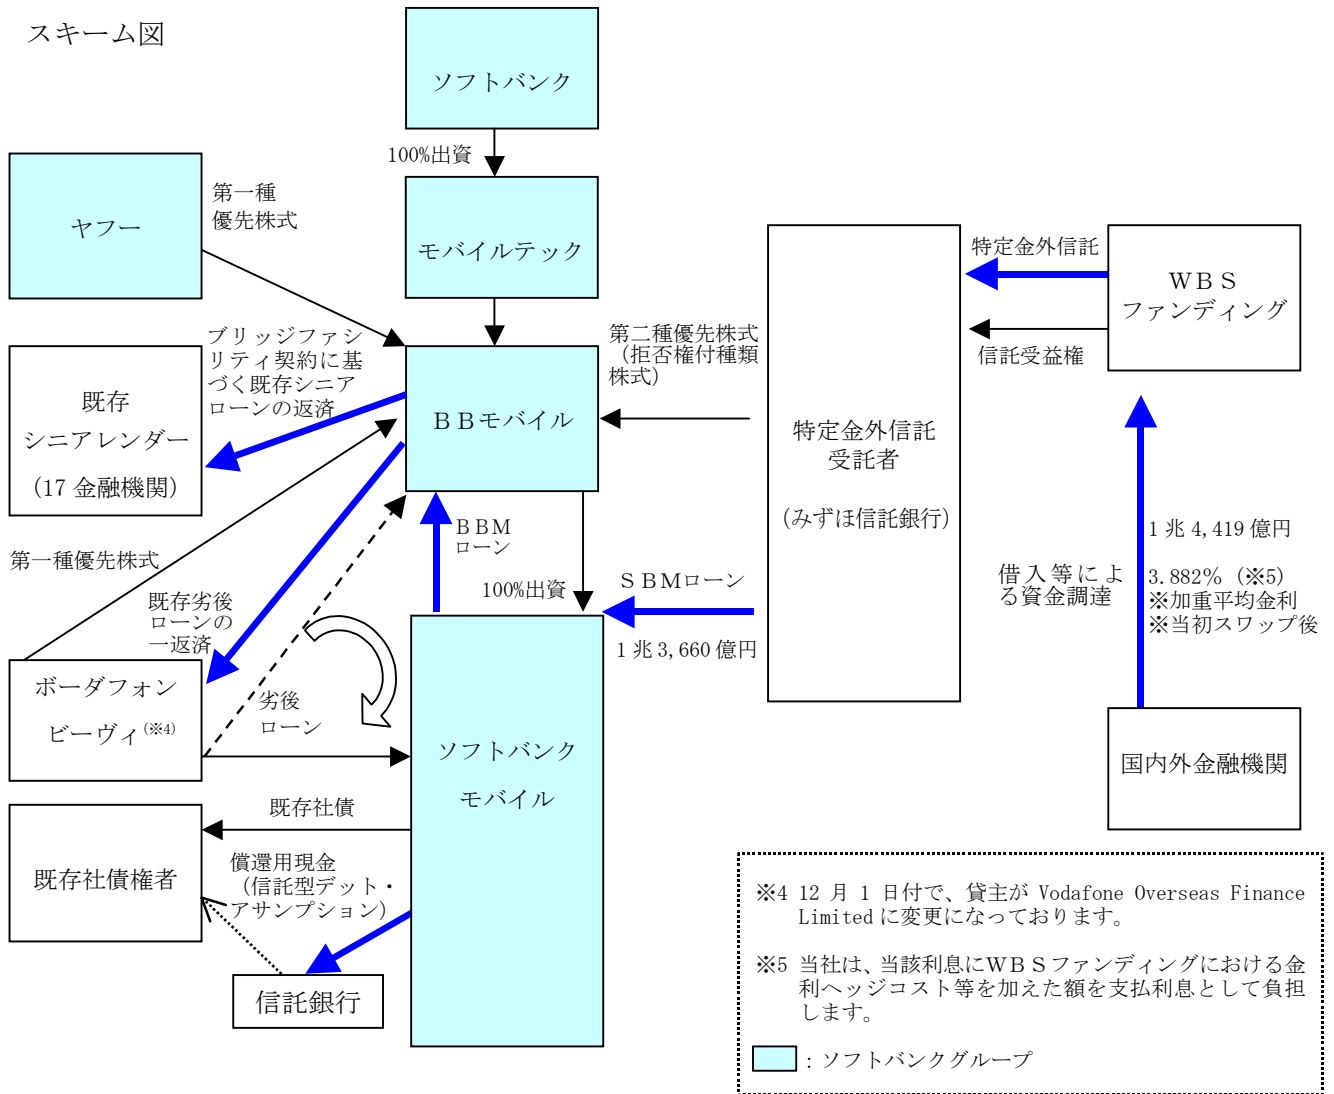 スキーム図
ソフトバンク
100%出資
ヤフー
第一種
優先株式
モバイルテック
特定金外信託
WBS
ファンディング
信託受益権
ブリッジファシ
リティ契約に基
づく既存シニア
ローンの返済
既存
シニアレンダー
(17 金融機関)
BBモバイル
第二種優先株式
(拒否権付種類
株式)
特定金外信託
受託者
(みずほ信託銀行)
第一種優先株式
BBM
ローン
100%出資
SBMローン
1 兆 3,660 億円
借入等によ
る資金調達
1 兆 4,419 億円
3.882% (※5)
※加重平均金利
※当初スワップ後
既存劣後
ローンの
一返済
ボーダフォン
ビーヴィ(※4)
劣後
ローン
ソフトバンク
モバイル
国内外金融機関
既存社債
既存社債権者
償還用現金
(信託型デット・
アサンプション)
信託銀行
※4 12 月 1 日付で、貸主が Vodafone Overseas Finance
Limited に変更になっております。
※5 当社は、当該利息にWBSファンディングにおける金
利ヘッジコスト等を加えた額を支払利息として負担
します。
:ソフトバンクグループ